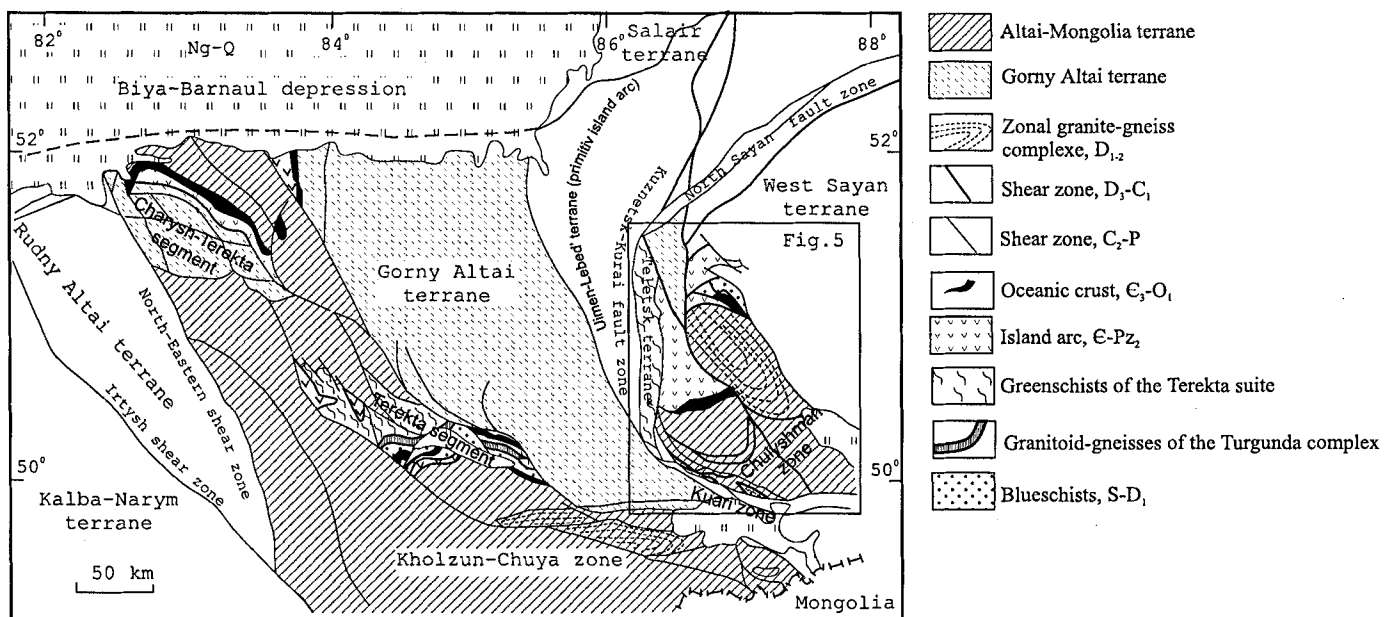 82°
84
86°
88°
Ng-Q
Biya-Barnaul depression
Salair
terrane
52°
52°
North Sayan fault zone
West Sayan
terrane
Fig.5
Uimen-Lebed' terrane (primitiv island arc)
Kuznetsk-Kurai fault zone
Teletsk terrane
Charysh-Terekta
segment
Gorny Altai
terrane
Rudny Altai terrane
North-Eastern shear zone
Irtysh shear zone
Terekta segment
Chulyshman
zone
50°
50°
Kalba-Narym
terrane
Kuari zone
Kholzun-Chuya zone
50 km
Mongolia
Altai-Mongolia terrane
Gorny Altai terrane
Zonal granite-gneiss
complexe, D₁₋₂
Shear zone, D₃-C₁
Shear zone, C₂-P
Oceanic crust, Є₃-O₁
Island arc, Є-Pz₂
Greenschists of the Terekta suite
Granitoid-gneisses of the Turgunda complex
Blueschists, S-D₁